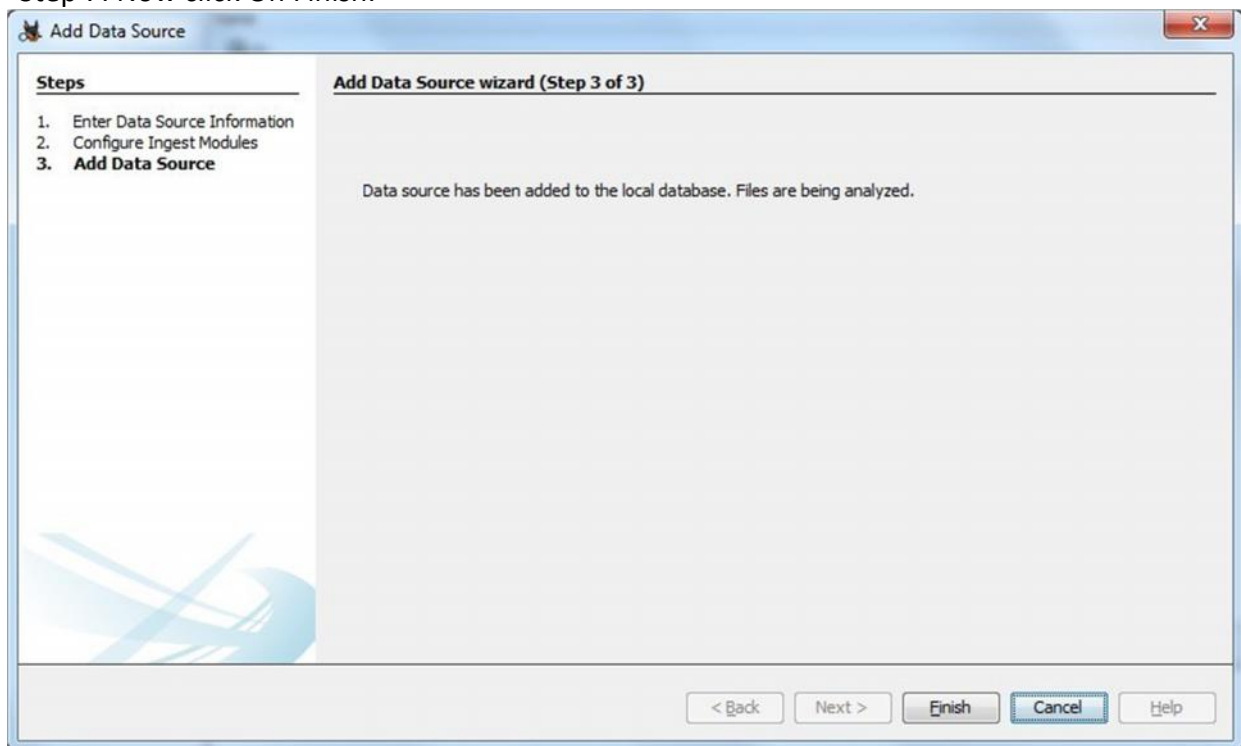 Add Data Source
Steps
1. Enter Data Source Information
2. Configure Ingest Modules
3. Add Data Source
Add Data Source wizard (Step 3 of 3)
Data source has been added to the local database. Files are being analyzed.
< Back
Next >
Finish
Cancel
Help